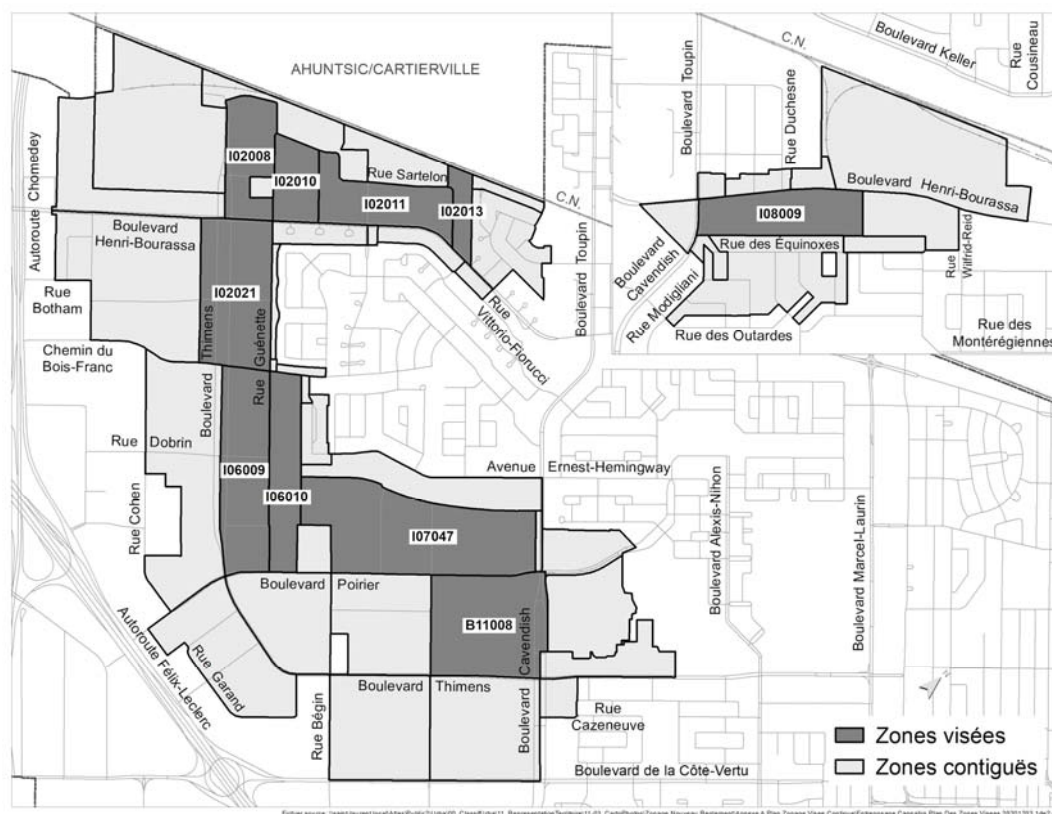 AHUNTSIC/CARTIERVILLE
C.N.
Boulevard Keller
Rue
Cousineau
Boulevard Toupin
Rue Duchesne
Autoroute Chomedey
I02008
I02010
Rue Sartelon
I02011
I02013
C.N.
Boulevard Henri-Bourassa
I08009
Rue des Équinoxes
Boulevard
Cavendish
Rue Modigliani
Rue
Wilfrid-Reid
Rue des Outardes
Rue des
Montérégiennes
Boulevard
Henri-Bourassa
Boulevard Toupin
Rue
Botham
I02021
Thimens
Rue Guénette
Rue
Vittorio-Fiorucci
Chemin du
Bois-Franc
Boulevard
Rue Dobrin
Avenue Ernest-Hemingway
I06009
I06010
Rue Cohen
I07047
Boulevard Alexis-Nihon
Boulevard Marcel-Laurin
Boulevard Poirier
B11008
Cavendish
Autoroute Félix-Leclerc
Rue Garand
Rue Bégin
Boulevard Thimens
Boulevard
Rue
Cazeneuve
N
Zones visées
Zones contiguës
Boulevard de la Côte-Vertu